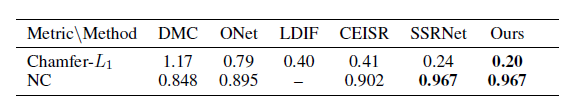 Metric\Method DMC ONet LDIF CEISR SSRNet Ours
Chamfer-L₁ 1.17 0.79 0.40 0.41 0.24 0.20
NC 0.848 0.895 – 0.902 0.967 0.967